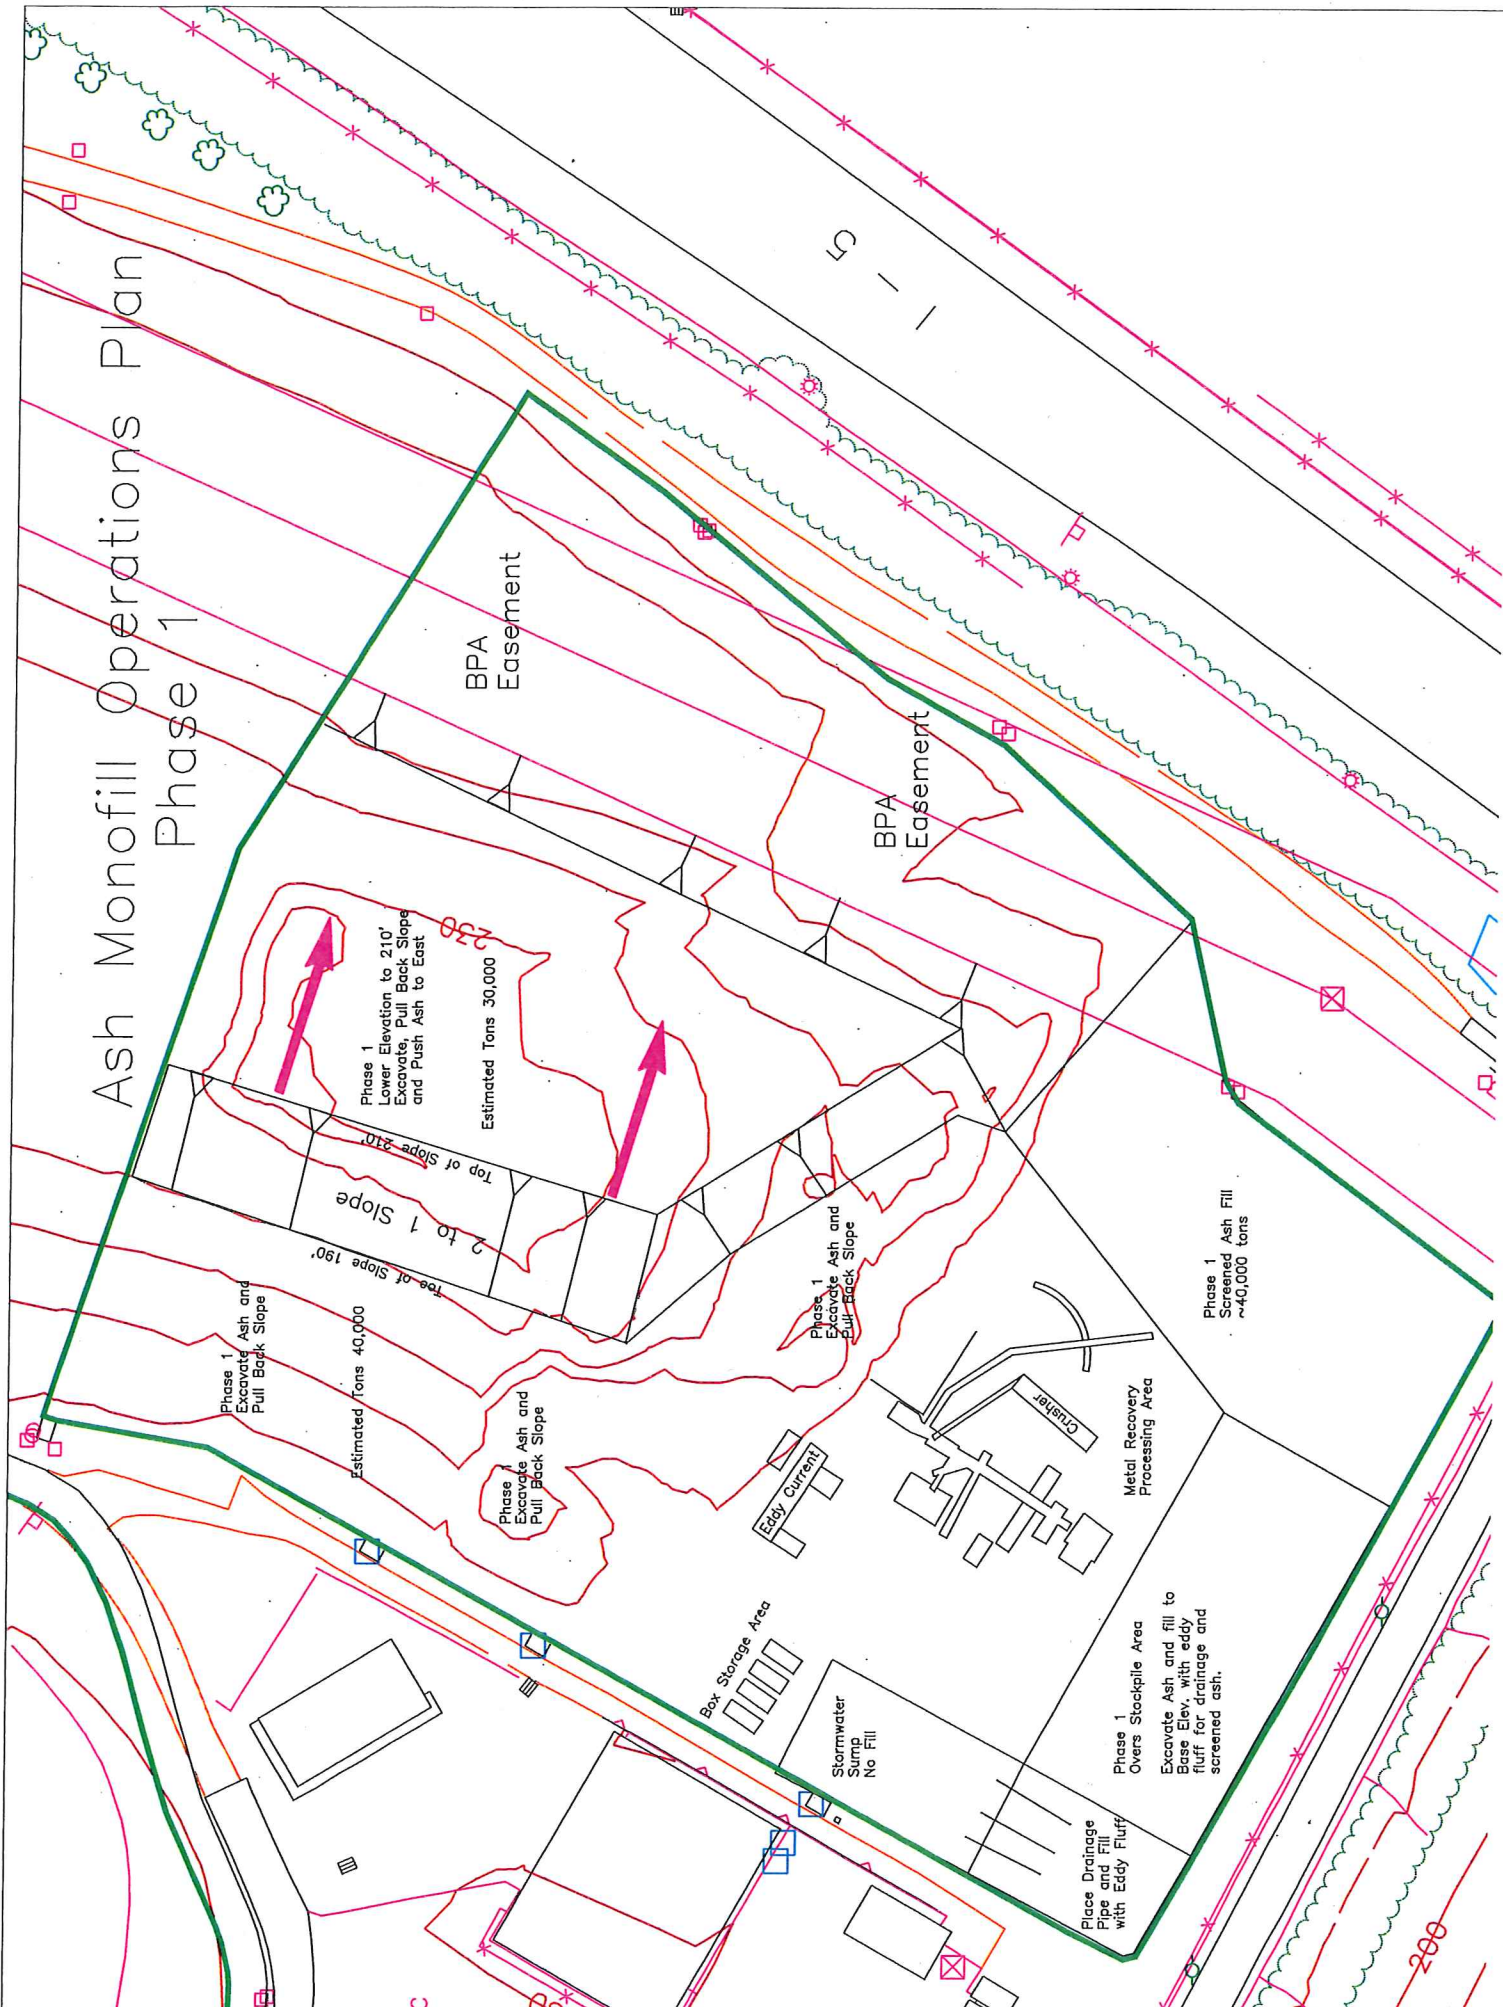 Ash Monofill Operations Plan
Phase 1
I-5
BPA
Easement
BPA
Easement
230
Phase 1
Lower Elevation to 210'
Excavate, Pull Back Slope
and Push Ash to East
Estimated Tons 30,000
Top of Slope 210'
2 to 1 Slope
Toe of Slope 190'
Phase 1
Excavate Ash and
Pull Back Slope
Estimated Tons 40,000
Phase 1
Excavate Ash and
Pull Back Slope
Phase 1
Excavate Ash and
Pull Back Slope
Phase 1
Screened Ash Fill
~40,000 tons
Crusher
Eddy Current
Metal Recovery
Processing Area
Box Storage Area
Stormwater
Sump
No Fill
Phase 1
Overs Stockpile Area
Excavate Ash and fill to
Base Elev. with eddy
fluff for drainage and
screened ash.
Place Drainage
Pipe and Fill
with Eddy Fluff
200